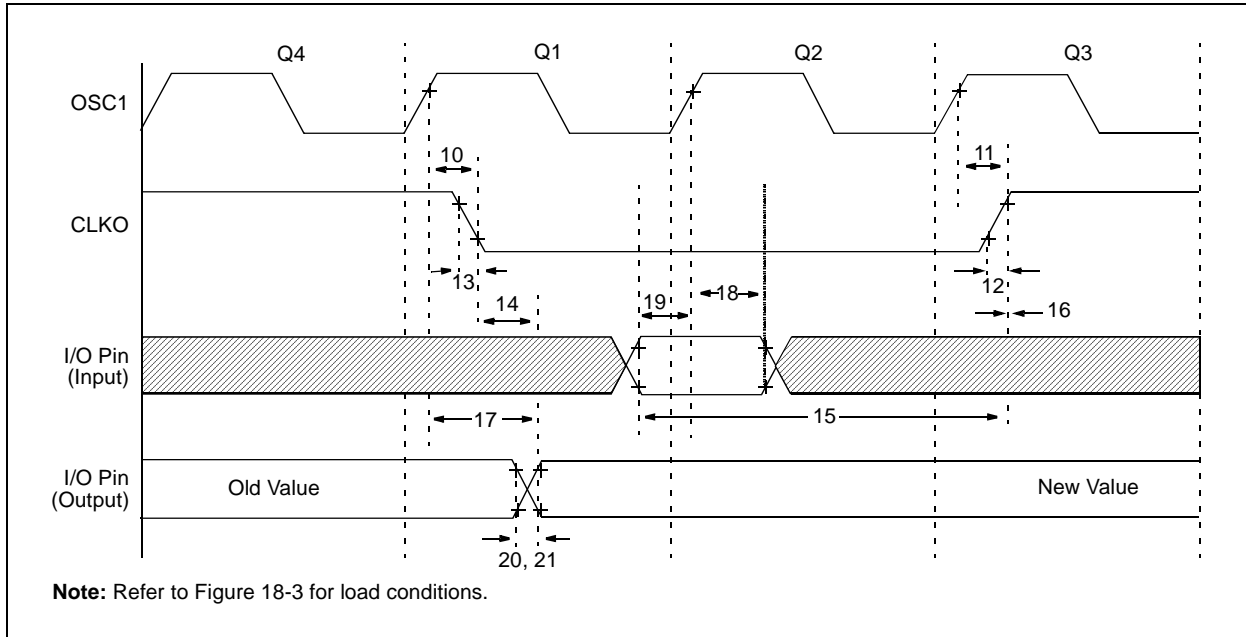 Q4 Q1 Q2 Q3
OSC1
10 11
CLKO
13 12
14 19 18 16
I/O Pin
(Input)
17 15
I/O Pin
(Output)
Old Value New Value
20, 21
Note: Refer to Figure 18-3 for load conditions.